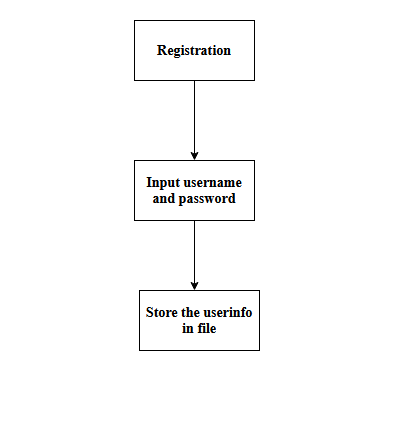 Registration
Input username
and password
Store the userinfo
in file